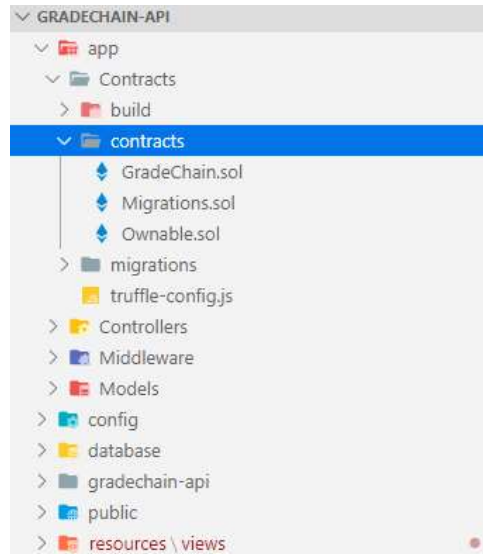 GRADECHAIN-API
app
Contracts
build
contracts
GradeChain.sol
Migrations.sol
Ownable.sol
migrations
truffle-config.js
Controllers
Middleware
Models
config
database
gradechain-api
public
resources \ views